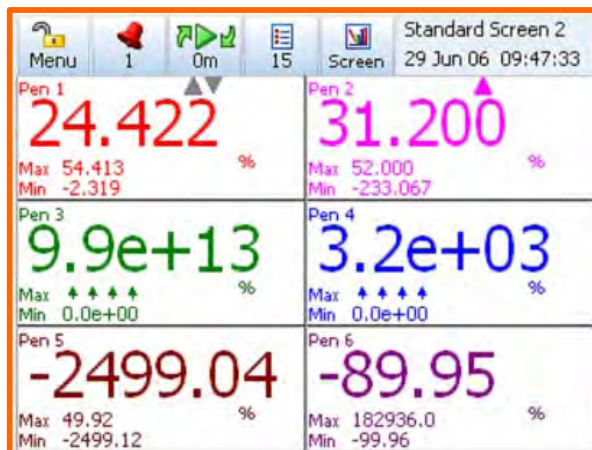 Menu
1
0m
15
Screen
Standard Screen 2
29 Jun 06 09:47:33
Pen 1
24.422
%
Max 54.413
Min -2.319
Pen 2
31.200
%
Max 52.000
Min -233.067
Pen 3
9.9e+13
%
Max
Min 0.0e+00
Pen 4
3.2e+03
%
Max
Min 0.0e+00
Pen 5
-2499.04
%
Max 49.92
Min -2499.12
Pen 6
-89.95
%
Max 182936.0
Min -99.96